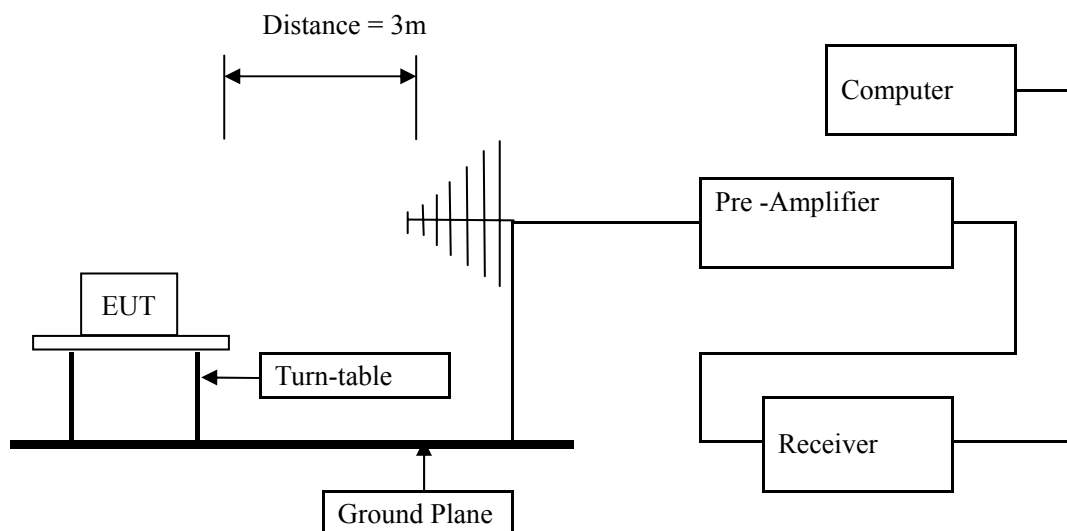 Distance = 3m
Computer
Pre -Amplifier
EUT
Turn-table
Receiver
Ground Plane